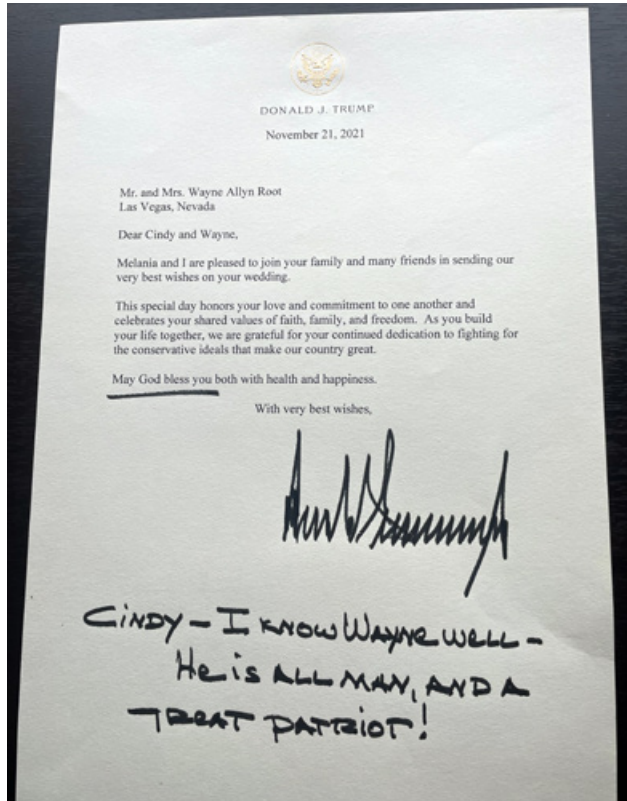 DONALD J. TRUMP
November 21, 2021
Mr. and Mrs. Wayne Allyn Root
Las Vegas, Nevada
Dear Cindy and Wayne,
Melania and I are pleased to join your family and many friends in sending our
very best wishes on your wedding.
This special day honors your love and commitment to one another and
celebrates your shared values of faith, family, and freedom. As you build
your life together, we are grateful for your continued dedication to fighting for
the conservative ideals that make our country great.
May God bless you both with health and happiness.
With very best wishes,
CINDY – I KNOW WAYNE WELL –
He is ALL MAN, AND A
PATRIOT!